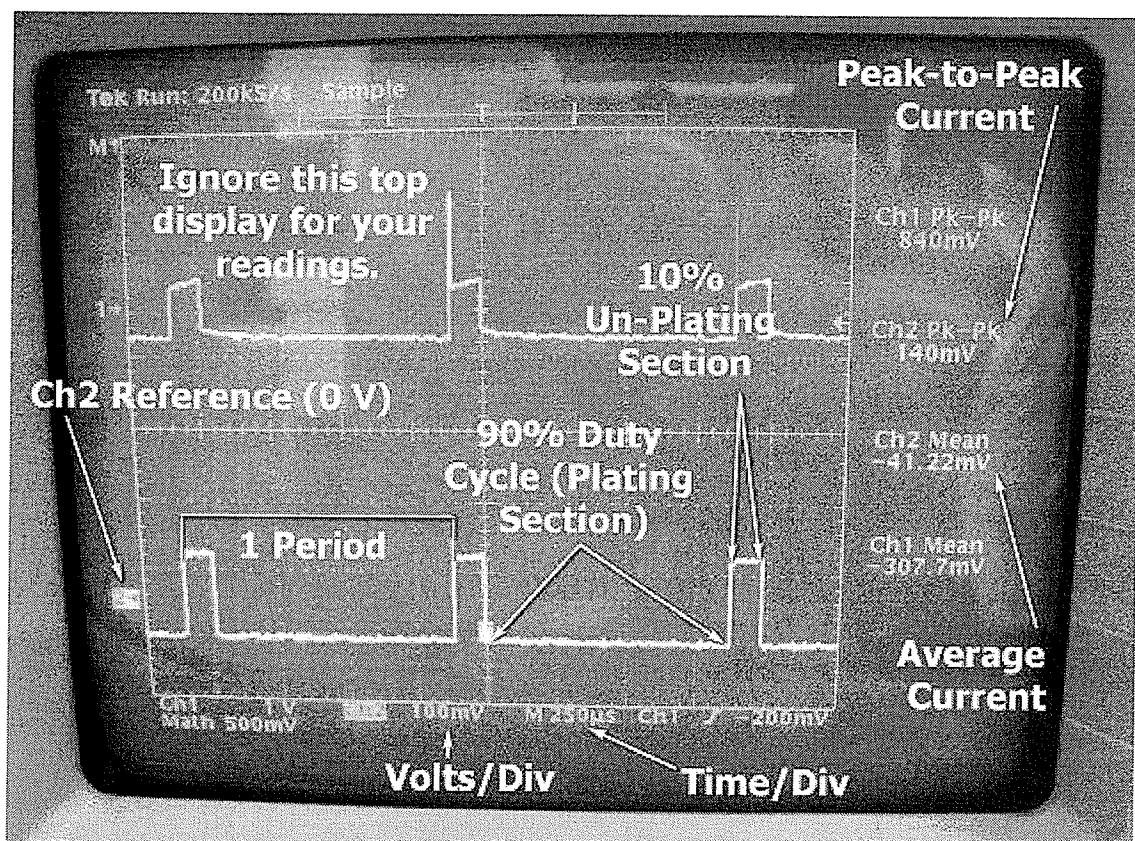 Tek Run: 200kS/s Sample
Peak-to-Peak
Current
M
Ignore this top
display for your
readings.
Ch1 Pk-Pk
840mV
10%
Un-Plating
Section
1→
Ch2 Pk-Pk
140mV
Ch2 Reference (0 V)
90% Duty
Cycle (Plating
Section)
Ch2 Mean
-41.22mV
1 Period
Ch1 Mean
-307.7mV
Average
Current
Ch1 1 V 100mV M 250µs Ch1 -200mV
Math 500mV
Volts/Div
Time/Div